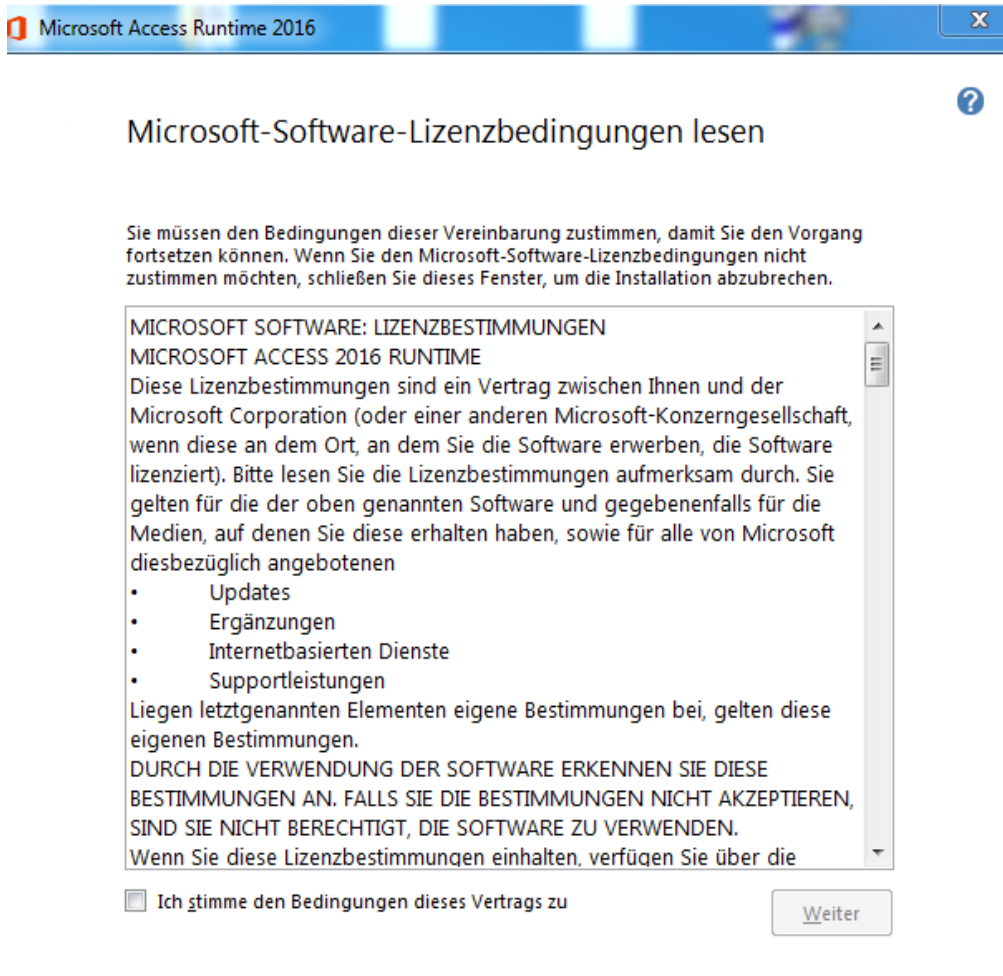 Microsoft Access Runtime 2016
X
?
Microsoft-Software-Lizenzbedingungen lesen
Sie müssen den Bedingungen dieser Vereinbarung zustimmen, damit Sie den Vorgang
fortsetzen können. Wenn Sie den Microsoft-Software-Lizenzbedingungen nicht
zustimmen möchten, schließen Sie dieses Fenster, um die Installation abzubrechen.
MICROSOFT SOFTWARE: LIZENZBESTIMMUNGEN
MICROSOFT ACCESS 2016 RUNTIME
Diese Lizenzbestimmungen sind ein Vertrag zwischen Ihnen und der
Microsoft Corporation (oder einer anderen Microsoft-Konzerngesellschaft,
wenn diese an dem Ort, an dem Sie die Software erwerben, die Software
lizenziert). Bitte lesen Sie die Lizenzbestimmungen aufmerksam durch. Sie
gelten für die der oben genannten Software und gegebenenfalls für die
Medien, auf denen Sie diese erhalten haben, sowie für alle von Microsoft
diesbezüglich angebotenen
• Updates
• Ergänzungen
• Internetbasierten Dienste
• Supportleistungen
Liegen letztgenannten Elementen eigene Bestimmungen bei, gelten diese
eigenen Bestimmungen.
DURCH DIE VERWENDUNG DER SOFTWARE ERKENNEN SIE DIESE
BESTIMMUNGEN AN. FALLS SIE DIE BESTIMMUNGEN NICHT AKZEPTIEREN,
SIND SIE NICHT BERECHTIGT, DIE SOFTWARE ZU VERWENDEN.
Wenn Sie diese Lizenzbestimmungen einhalten, verfügen Sie über die
Ich stimme den Bedingungen dieses Vertrags zu
Weiter